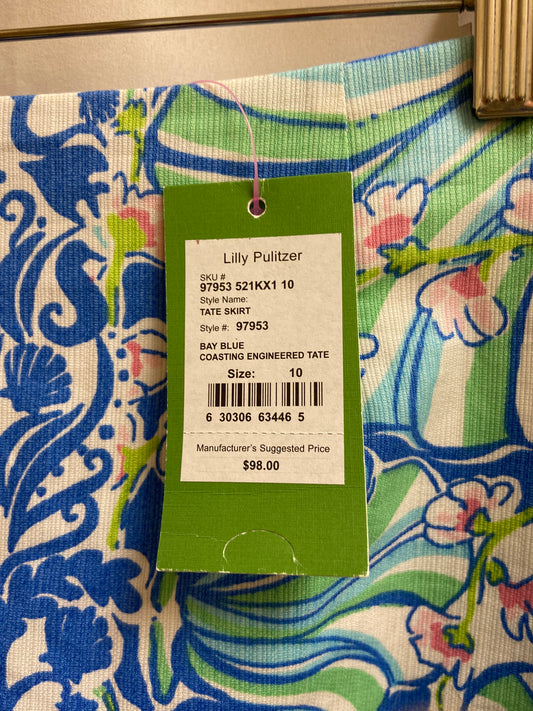 Lilly Pulitzer
SKU #
97953 521KX1 10
Style Name:
TATE SKIRT
Style #: 97953
BAY BLUE
COASTING ENGINEERED TATE
Size: 10
6 30306 63446 5
Manufacturer's Suggested Price
$98.00